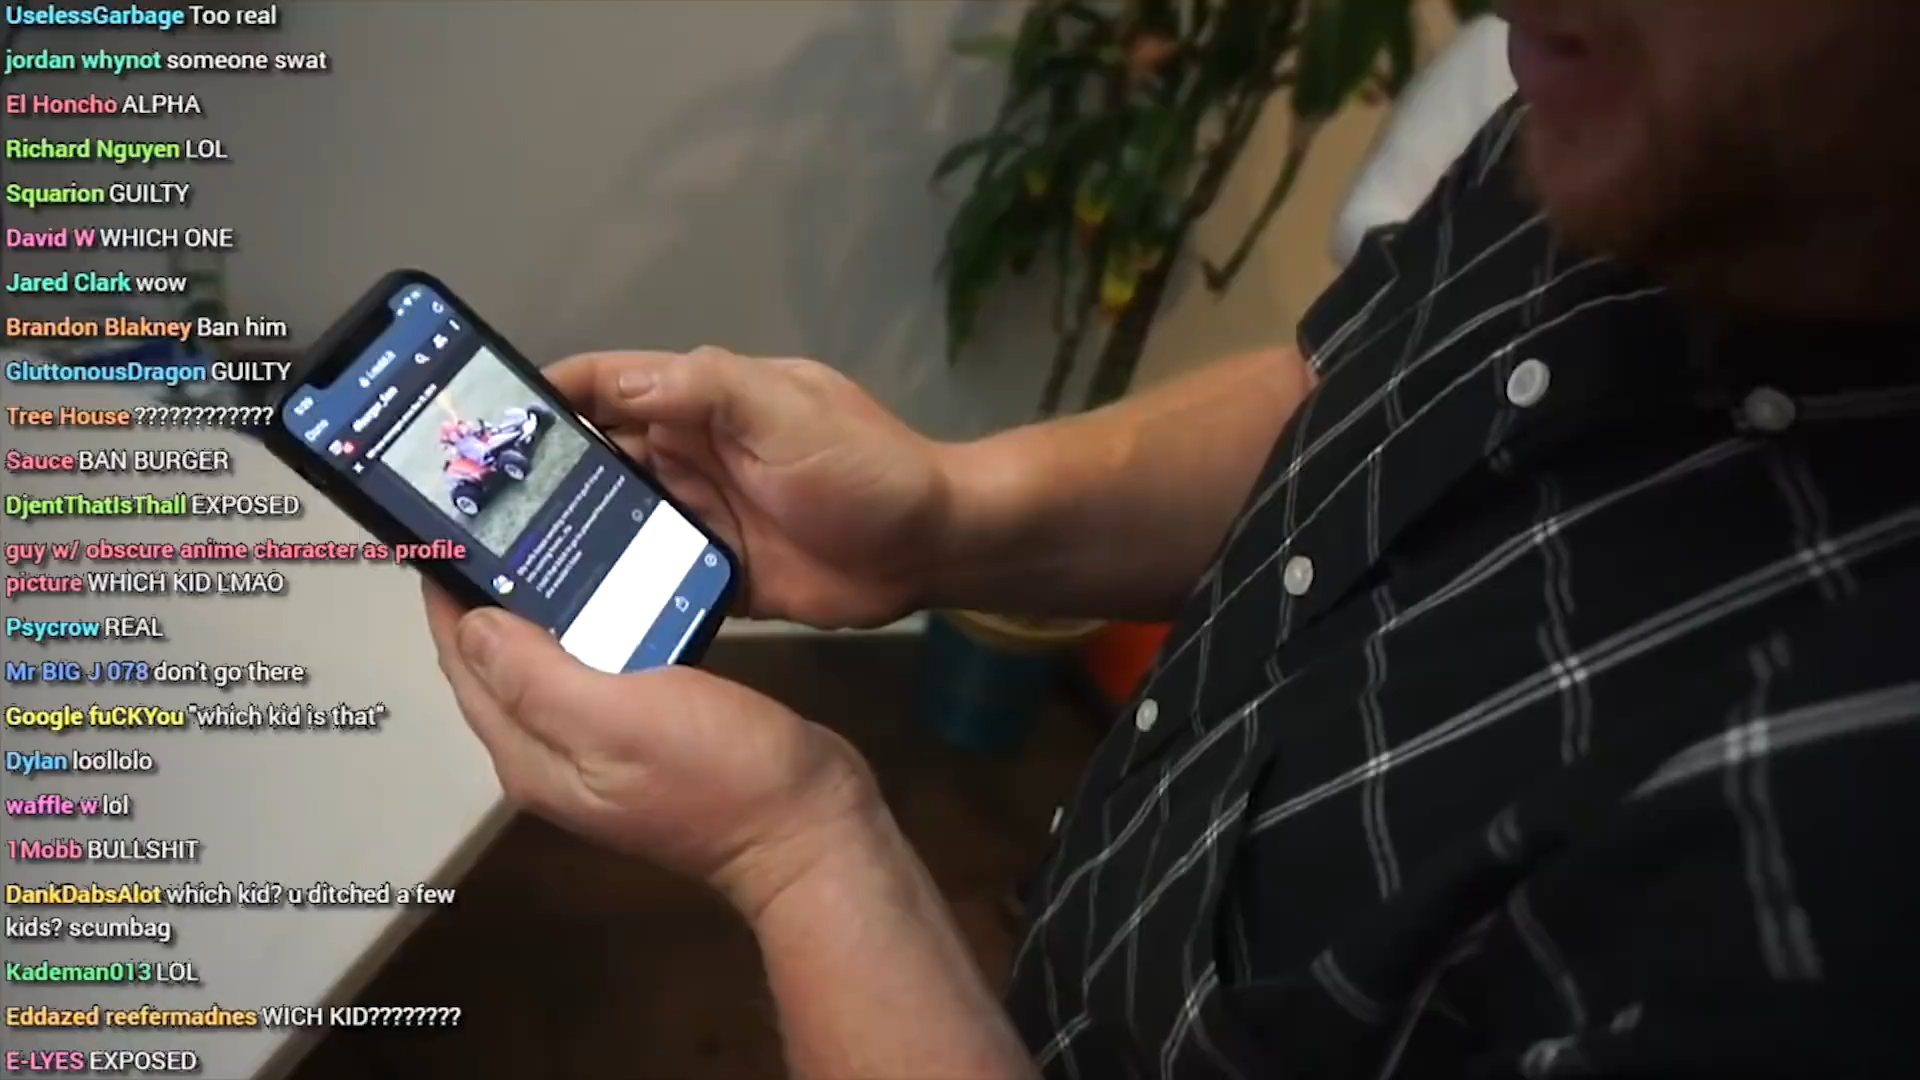 UselessGarbage Too real
jordan whynot someone swat
El Honcho ALPHA
Richard Nguyen LOL
Squarion GUILTY
David W WHICH ONE
Jared Clark wow
Brandon Blakney Ban him
GluttonousDragon GUILTY
Tree House ????????????
Sauce BAN BURGER
DjentThatIsThall EXPOSED
guy w/ obscure anime character as profile
picture WHICH KID LMAO
Psycrow REAL
Mr BIG J 078 don't go there
Google fuCKYou "which kid is that"
Dylan loollolo
waffle w lol
1Mobb BULLSHIT
DankDabsAlot which kid? u ditched a few
kids? scumbag
Kademan013 LOL
Eddazed reefermadnes WICH KID????????
E-LYES EXPOSED
Done